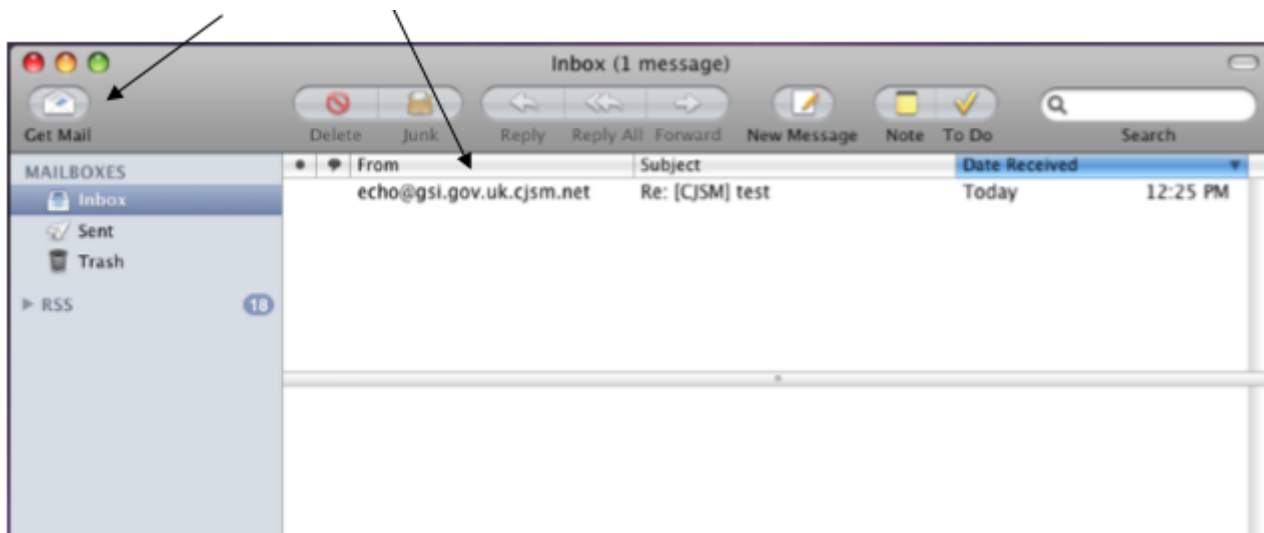 Inbox (1 message)
Get Mail Delete Junk Reply Reply All Forward New Message Note To Do Search
MAILBOXES From Subject Date Received
Inbox echo@gsi.gov.uk.cjsm.net Re: [CJSM] test Today 12:25 PM
Sent
Trash
RSS 18